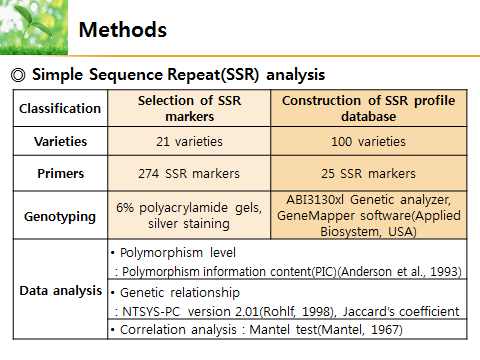 Methods
◎ Simple Sequence Repeat(SSR) analysis
Classification
Selection of SSR
markers
Construction of SSR profile
database
Varieties
21 varieties
100 varieties
Primers
274 SSR markers
25 SSR markers
Genotyping
6% polyacrylamide gels,
silver staining
ABI3130xl Genetic analyzer,
GeneMapper software(Applied
Biosystem, USA)
Data analysis
• Polymorphism level
: Polymorphism information content(PIC)(Anderson et al., 1993)
• Genetic relationship
: NTSYS-PC version 2.01(Rohlf, 1998), Jaccard's coefficient
• Correlation analysis : Mantel test(Mantel, 1967)